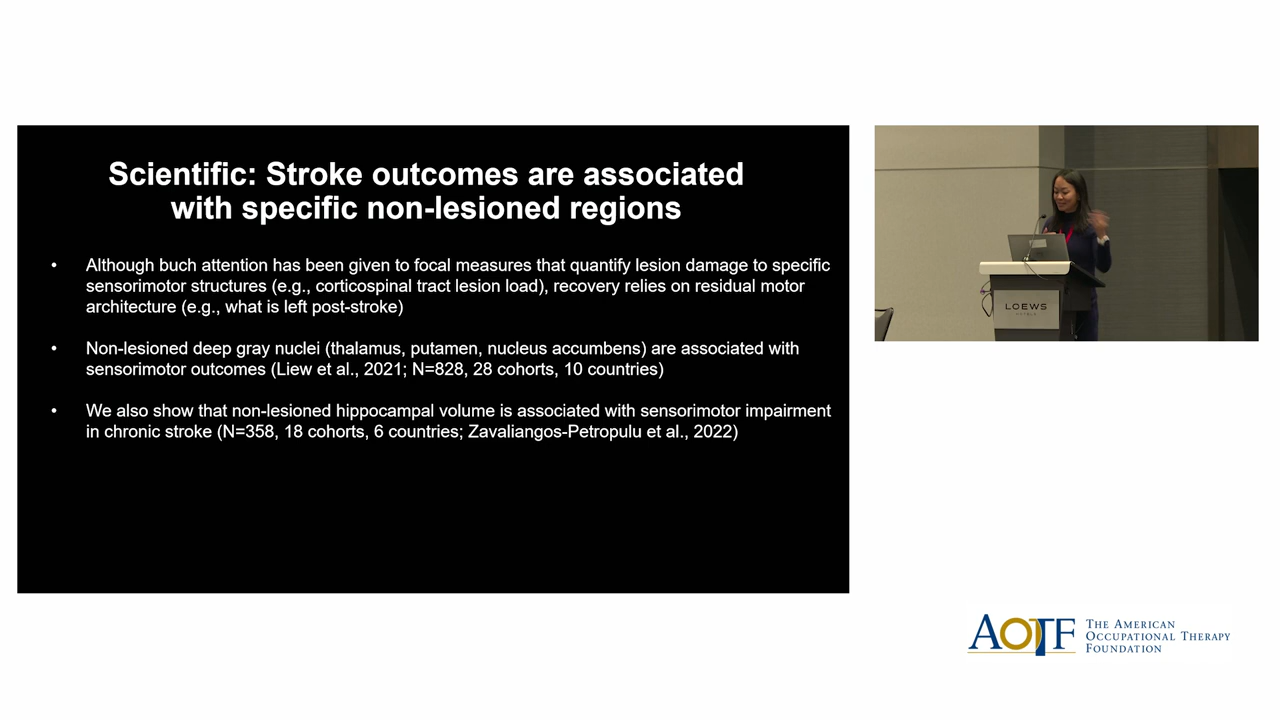 Scientific: Stroke outcomes are associated
with specific non-lesioned regions
• Although buch attention has been given to focal measures that quantify lesion damage to specific
sensorimotor structures (e.g., corticospinal tract lesion load), recovery relies on residual motor
architecture (e.g., what is left post-stroke)
• Non-lesioned deep gray nuclei (thalamus, putamen, nucleus accumbens) are associated with
sensorimotor outcomes (Liew et al., 2021; N=828, 28 cohorts, 10 countries)
• We also show that non-lesioned hippocampal volume is associated with sensorimotor impairment
in chronic stroke (N=358, 18 cohorts, 6 countries; Zavaliangos-Petropulu et al., 2022)
LOEWS
HOTELS
AOTF
The American
Occupational Therapy
Foundation